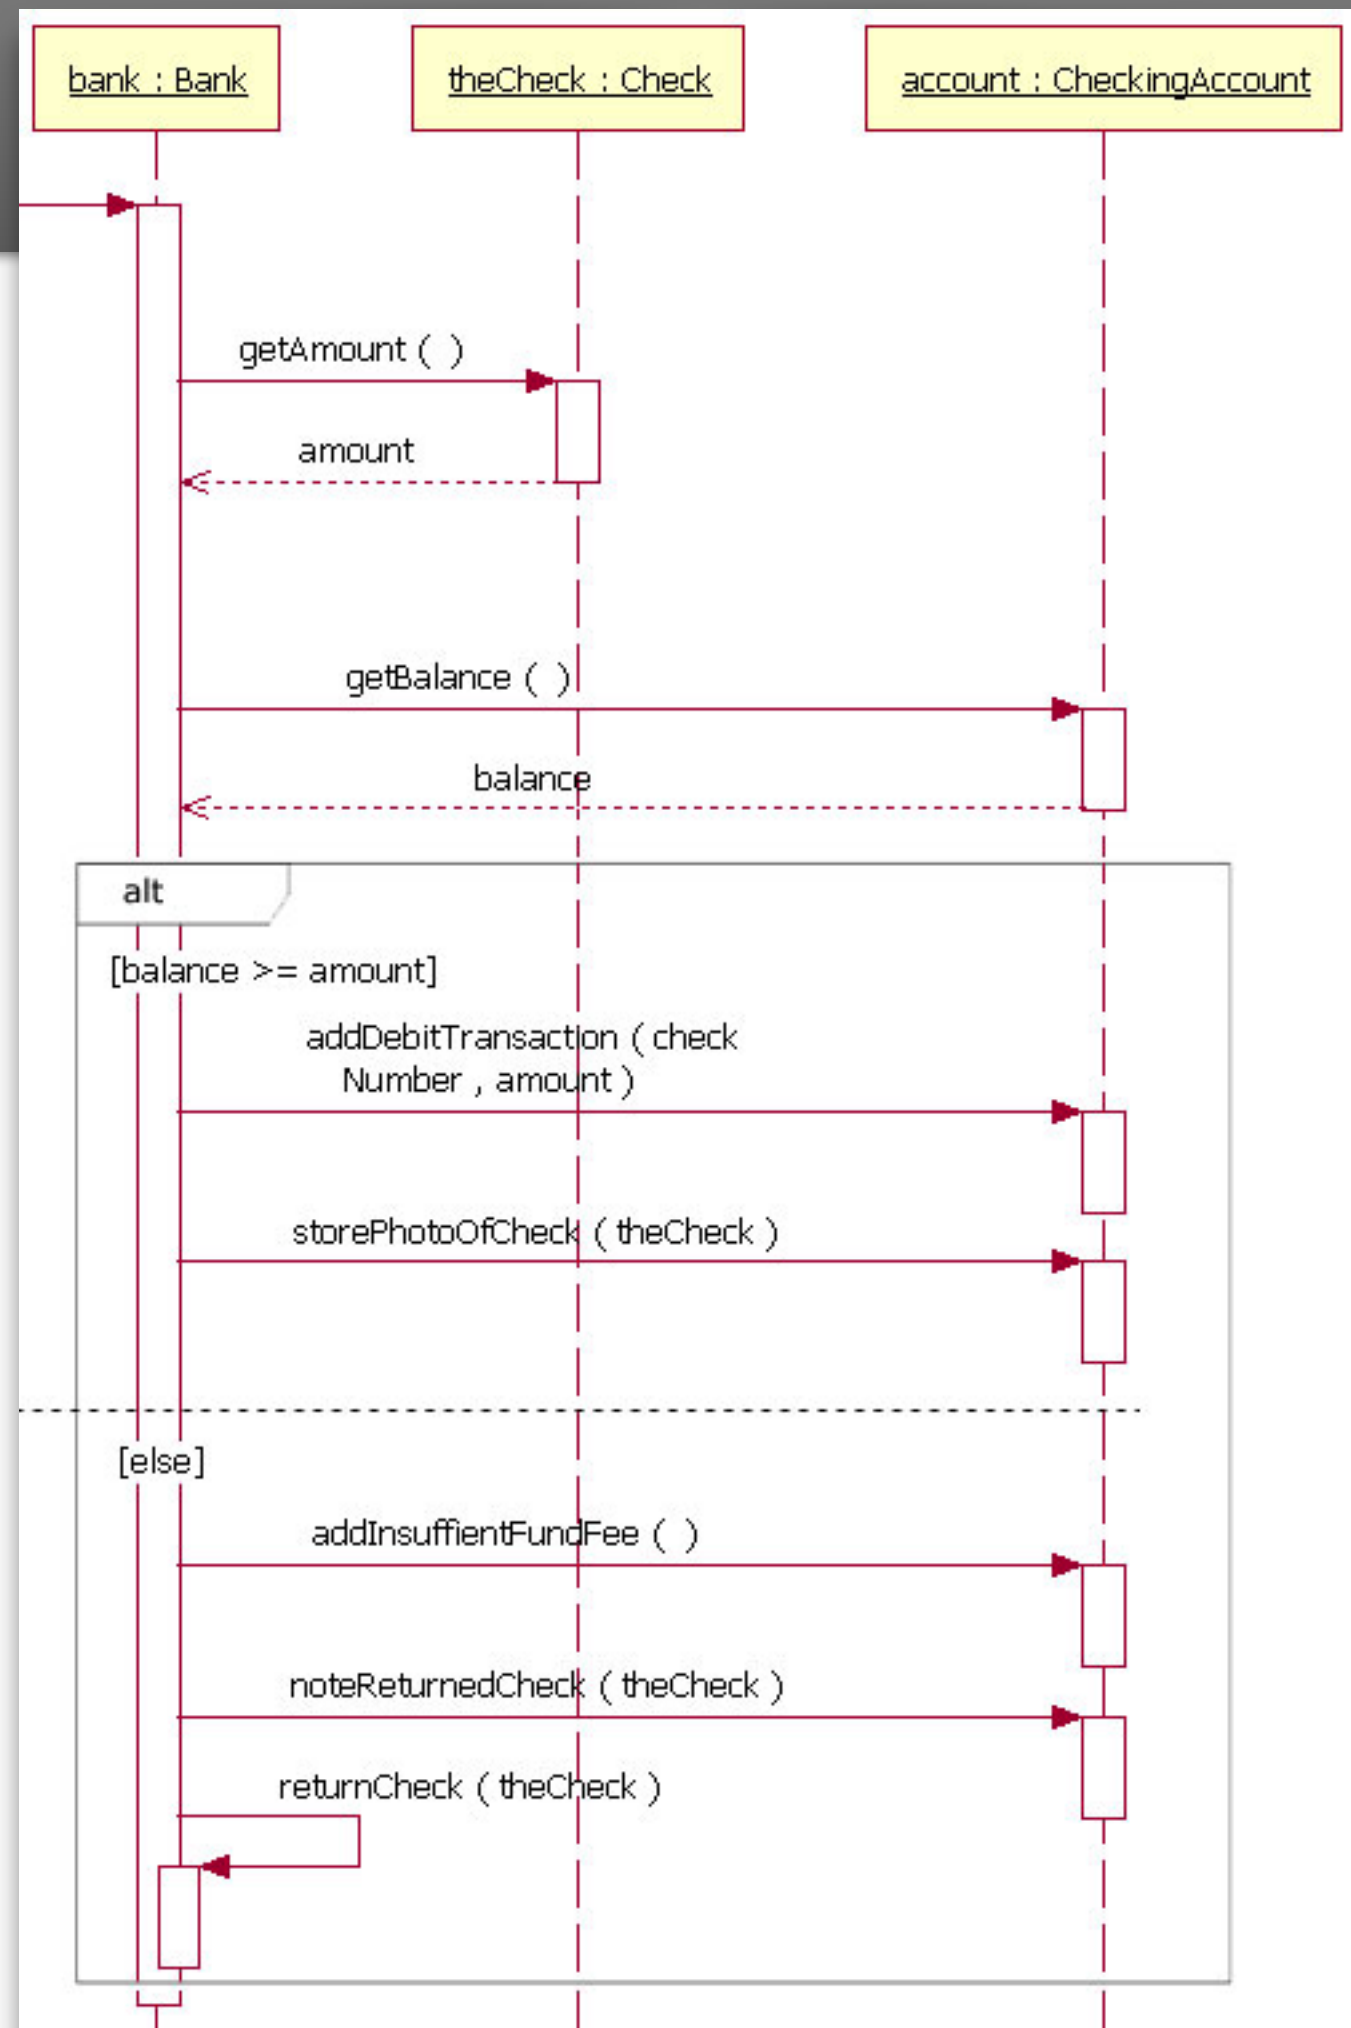 bank : Bank
theCheck : Check
account : CheckingAccount
getAmount ( )
amount
getBalance ( )
balance
alt
[balance >= amount]
addDebitTransaction ( check
Number , amount )
storePhotoOfCheck ( theCheck )
[else]
addInsuffientFundFee ( )
noteReturnedCheck ( theCheck )
returnCheck ( theCheck )